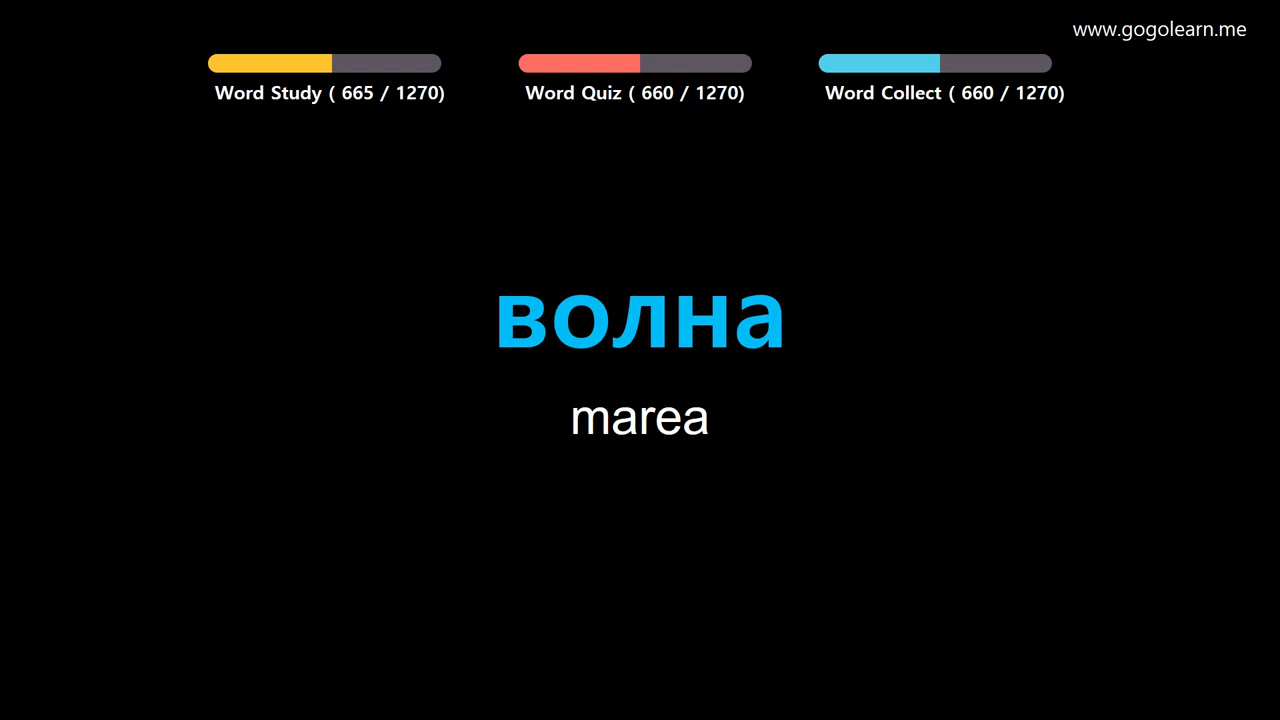 www.gogolearn.me
Word Study ( 665 / 1270)
Word Quiz ( 660 / 1270)
Word Collect ( 660 / 1270)
волна
marea